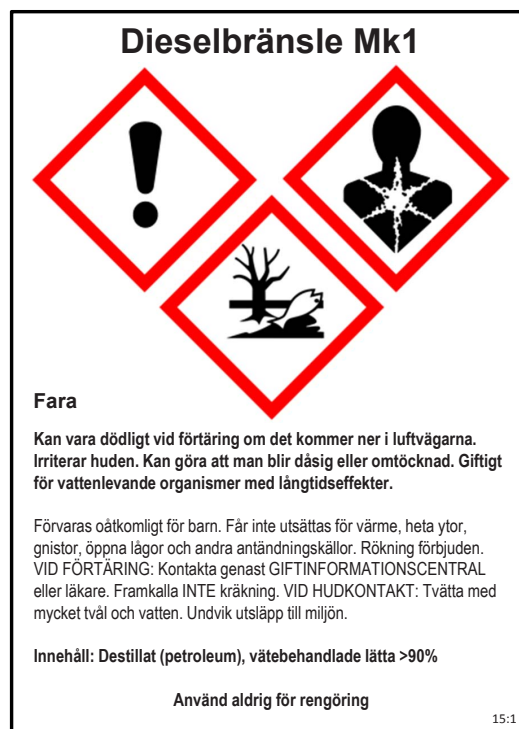 Dieselbränsle Mk1
Fara
Kan vara dödligt vid förtäring om det kommer ner i luftvägarna.
Irriterar huden. Kan göra att man blir dåsig eller omtöcknad. Giftigt
för vattenlevande organismer med långtidseffekter.
Förvaras oåtkomligt för barn. Får inte utsättas för värme, heta ytor,
gnistor, öppna lågor och andra antändningskällor. Rökning förbjuden.
VID FÖRTÄRING: Kontakta genast GIFTINFORMATIONSCENTRAL
eller läkare. Framkalla INTE kräkning. VID HUDKONTAKT: Tvätta med
mycket tvål och vatten. Undvik utsläpp till miljön.
Innehåll: Destillat (petroleum), vätebehandlade lätta >90%
Använd aldrig för rengöring
15:1